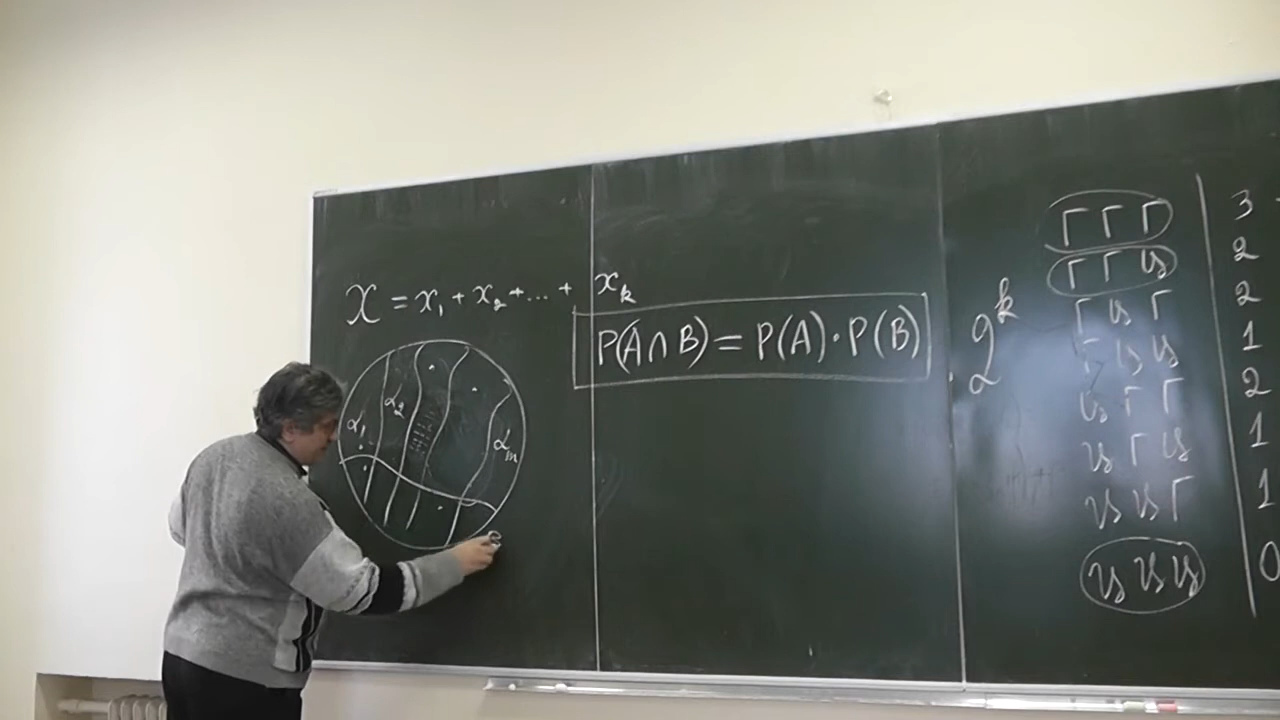 X = x₁ + x₂ + ... + xₖ
P(A ∩ B) = P(A) · P(B)
α₁ α₂ αₘ
2ᵏ
Г Г Г 3
Г Г ц 2
Г ц Г 2
Г ц ц 1
ц Г Г 2
ц Г ц 1
ц ц Г 1
ц ц ц 0